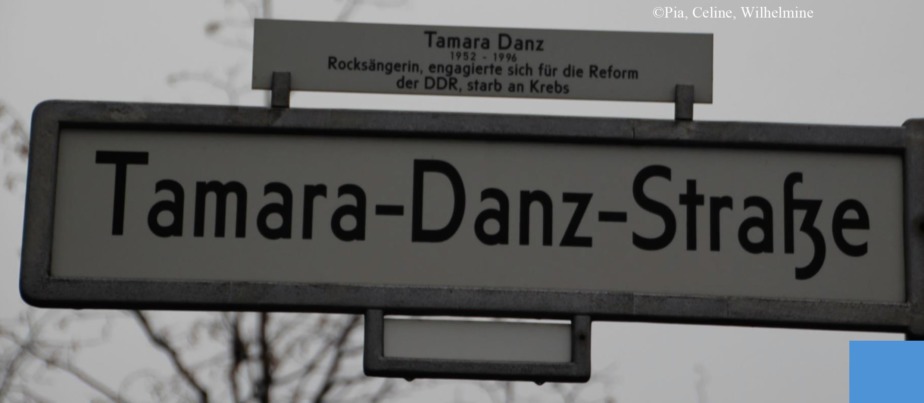 ©Pia, Celine, Wilhelmine
Tamara Danz
1952 - 1996
Rocksängerin, engagierte sich für die Reform
der DDR, starb an Krebs
Tamara-Danz-Straße